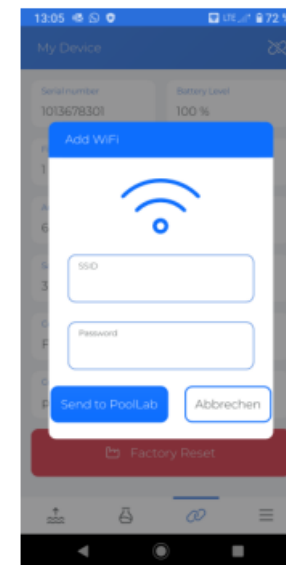 13:05 LTE 72 %
My Device
Serial number Battery Level
1013678301 100 %
Add WiFi
SSID
Password
Send to PoolLab Abbrechen
Factory Reset